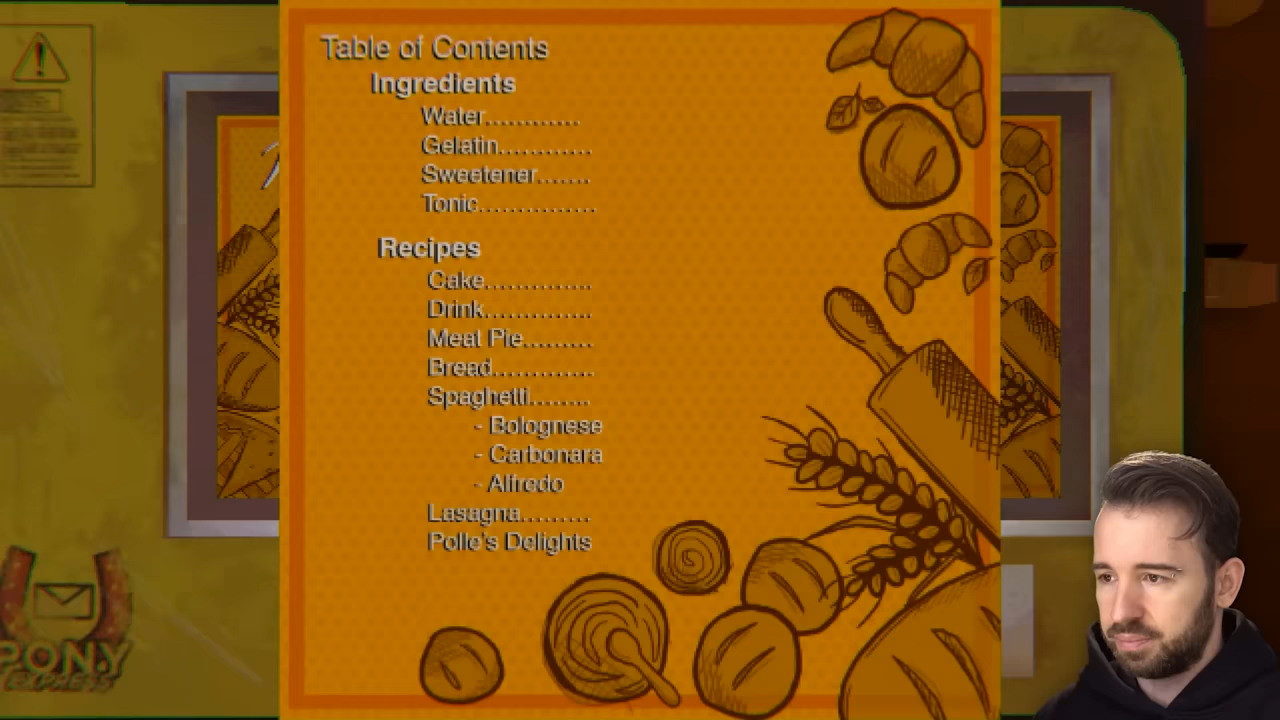 Table of Contents
Ingredients
Water............
Gelatin............
Sweetener.......
Tonic...............
Recipes
Cake..............
Drink..............
Meat Pie.........
Bread.............
Spaghetti........
- Bolognese
- Carbonara
- Alfredo
Lasagna.........
Polle's Delights
PONY
EXPRESS